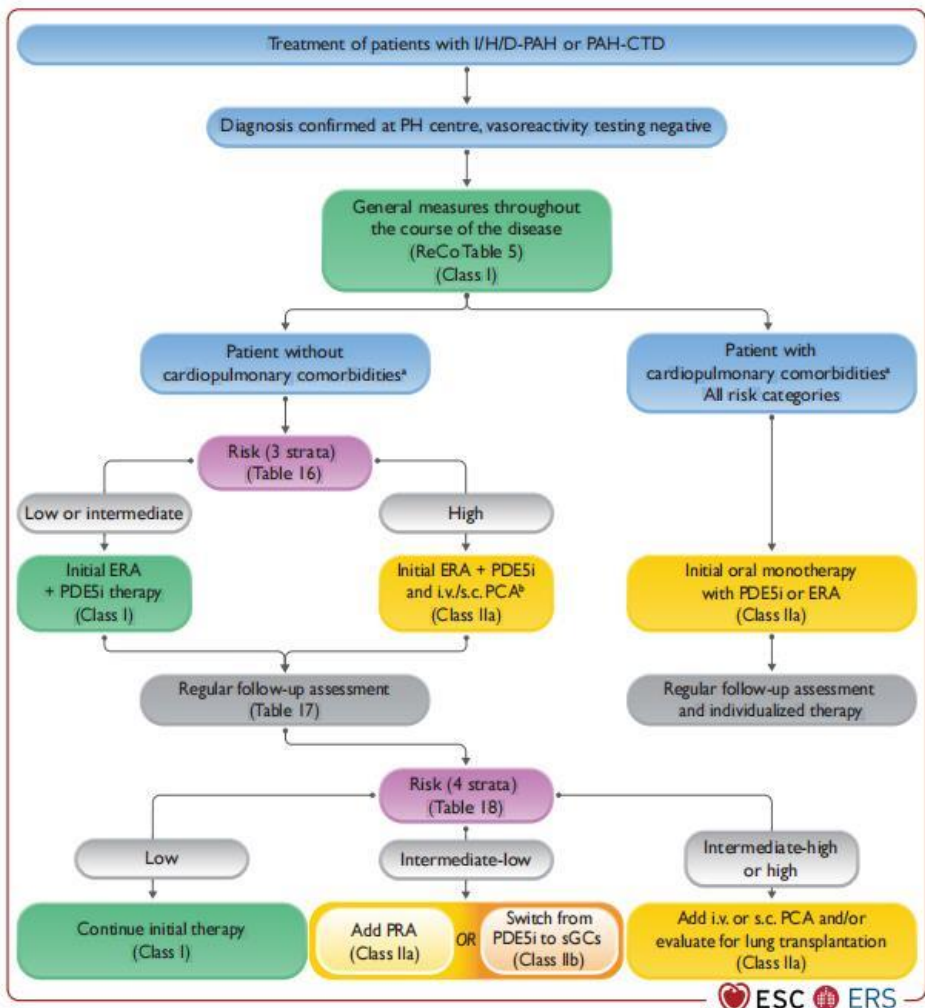 Treatment of patients with I/H/D-PAH or PAH-CTD
Diagnosis confirmed at PH centre, vasoreactivity testing negative
General measures throughout
the course of the disease
(ReCo Table 5)
(Class I)
Patient without
cardiopulmonary comorbiditiesᵃ
Patient with
cardiopulmonary comorbiditiesᵃ
All risk categories
Risk (3 strata)
(Table 16)
Low or intermediate
High
Initial ERA
+ PDE5i therapy
(Class I)
Initial ERA + PDE5i
and i.v./s.c. PCAᵇ
(Class IIa)
Initial oral monotherapy
with PDE5i or ERA
(Class IIa)
Regular follow-up assessment
(Table 17)
Regular follow-up assessment
and individualized therapy
Risk (4 strata)
(Table 18)
Low
Intermediate-low
Intermediate-high
or high
Continue initial therapy
(Class I)
Add PRA
(Class IIa)
OR
Switch from
PDE5i to sGCs
(Class IIb)
Add i.v. or s.c. PCA and/or
evaluate for lung transplantation
(Class IIa)
ESC ERS